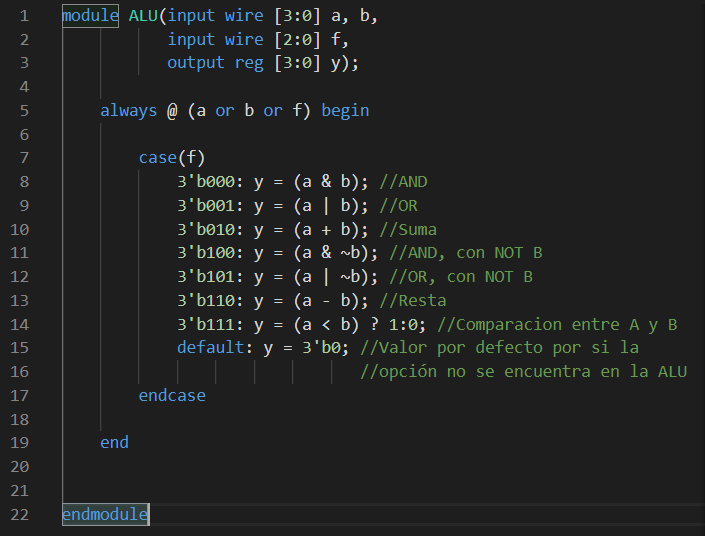 1 module ALU(input wire [3:0] a, b,
2 input wire [2:0] f,
3 output reg [3:0] y);
4
5 always @ (a or b or f) begin
6
7 case(f)
8 3'b000: y = (a & b); //AND
9 3'b001: y = (a | b); //OR
10 3'b010: y = (a + b); //Suma
11 3'b100: y = (a & ~b); //AND, con NOT B
12 3'b101: y = (a | ~b); //OR, con NOT B
13 3'b110: y = (a - b); //Resta
14 3'b111: y = (a < b) ? 1:0; //Comparacion entre A y B
15 default: y = 3'b0; //Valor por defecto por si la
16 //opción no se encuentra en la ALU
17 endcase
18
19 end
20
21
22 endmodule